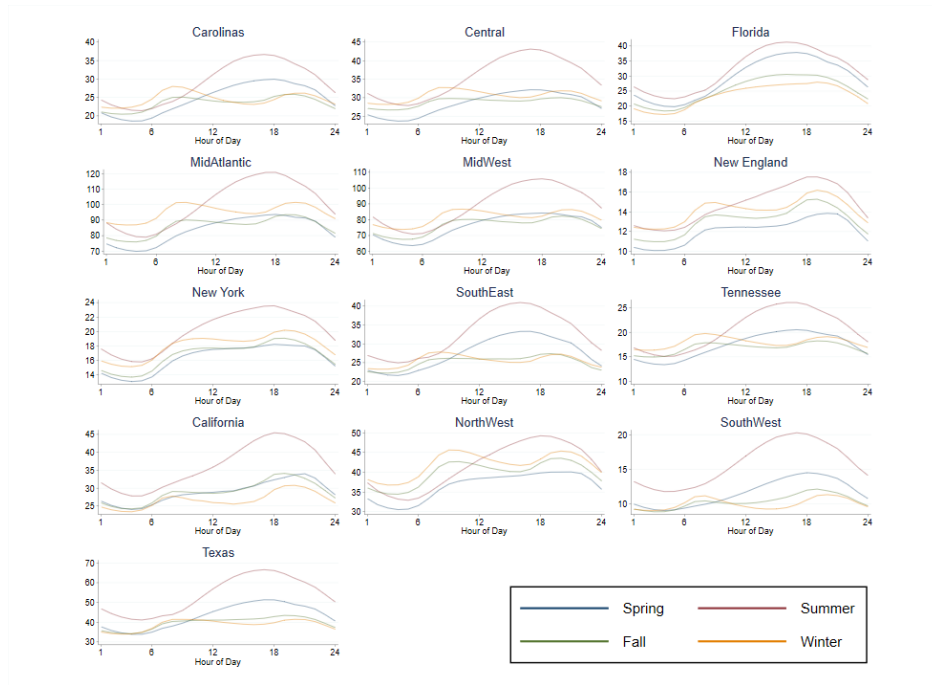 Carolinas
40
35
30
25
20
1 6 12 18 24
Hour of Day
Central
45
40
35
30
25
1 6 12 18 24
Hour of Day
Florida
40
35
30
25
20
15
1 6 12 18 24
Hour of Day
MidAtlantic
120
110
100
90
80
70
1 6 12 18 24
Hour of Day
MidWest
110
100
90
80
70
60
1 6 12 18 24
Hour of Day
New England
18
16
14
12
10
1 6 12 18 24
Hour of Day
New York
24
22
20
18
16
14
1 6 12 18 24
Hour of Day
SouthEast
40
35
30
25
20
1 6 12 18 24
Hour of Day
Tennessee
25
20
15
10
1 6 12 18 24
Hour of Day
California
45
40
35
30
25
1 6 12 18 24
Hour of Day
NorthWest
50
45
40
35
30
1 6 12 18 24
Hour of Day
SouthWest
20
15
10
1 6 12 18 24
Hour of Day
Texas
70
60
50
40
30
1 6 12 18 24
Hour of Day
Spring Summer
Fall Winter